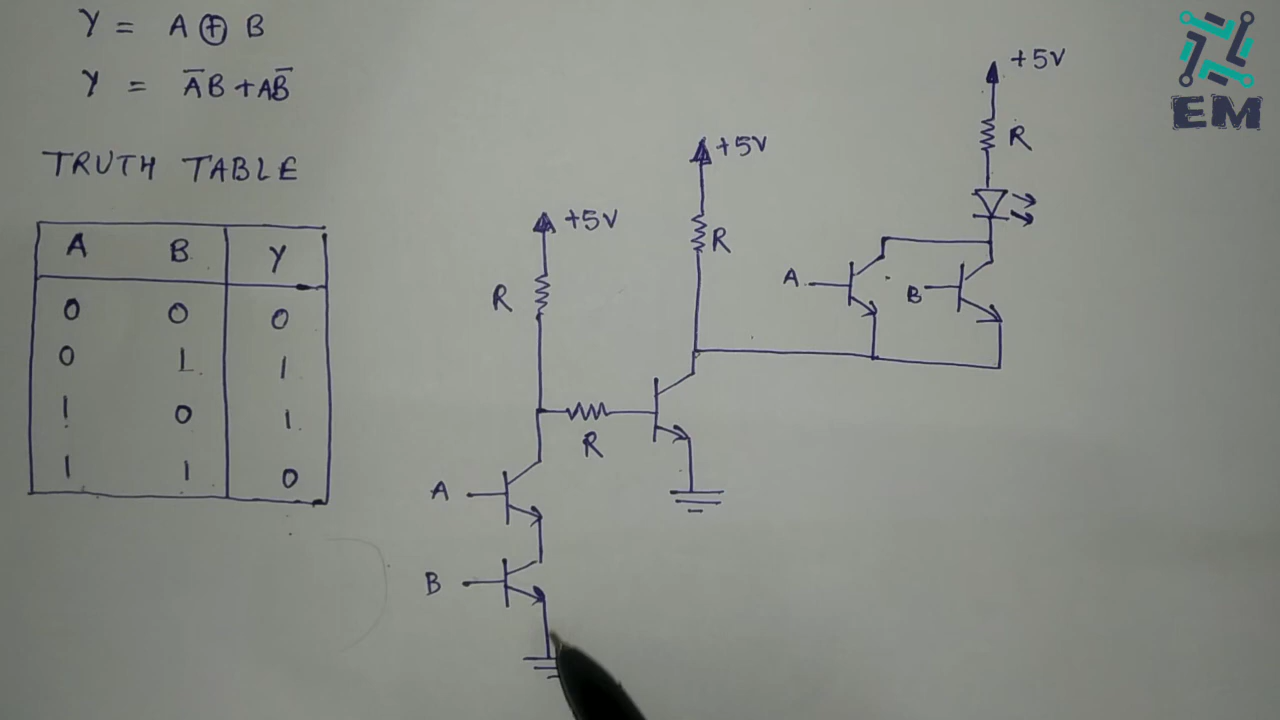 Y = A ⊕ B
Y = A̅B + AB̅
TRUTH TABLE
A B Y
0 0 0
0 1 1
1 0 1
1 1 0
+5V
R
+5V
R
+5V
R
R
A
B
A
B
EM